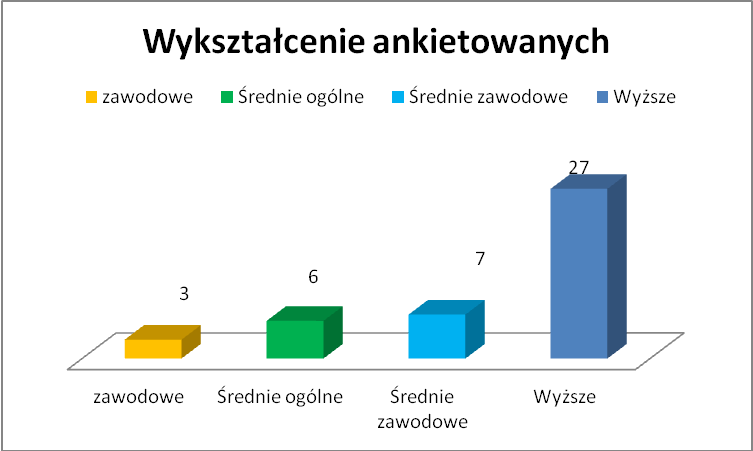 Wykształcenie ankietowanych
zawodowe Średnie ogólne Średnie zawodowe Wyższe
27
7
6
3
zawodowe Średnie ogólne Średnie Wyższe
zawodowe